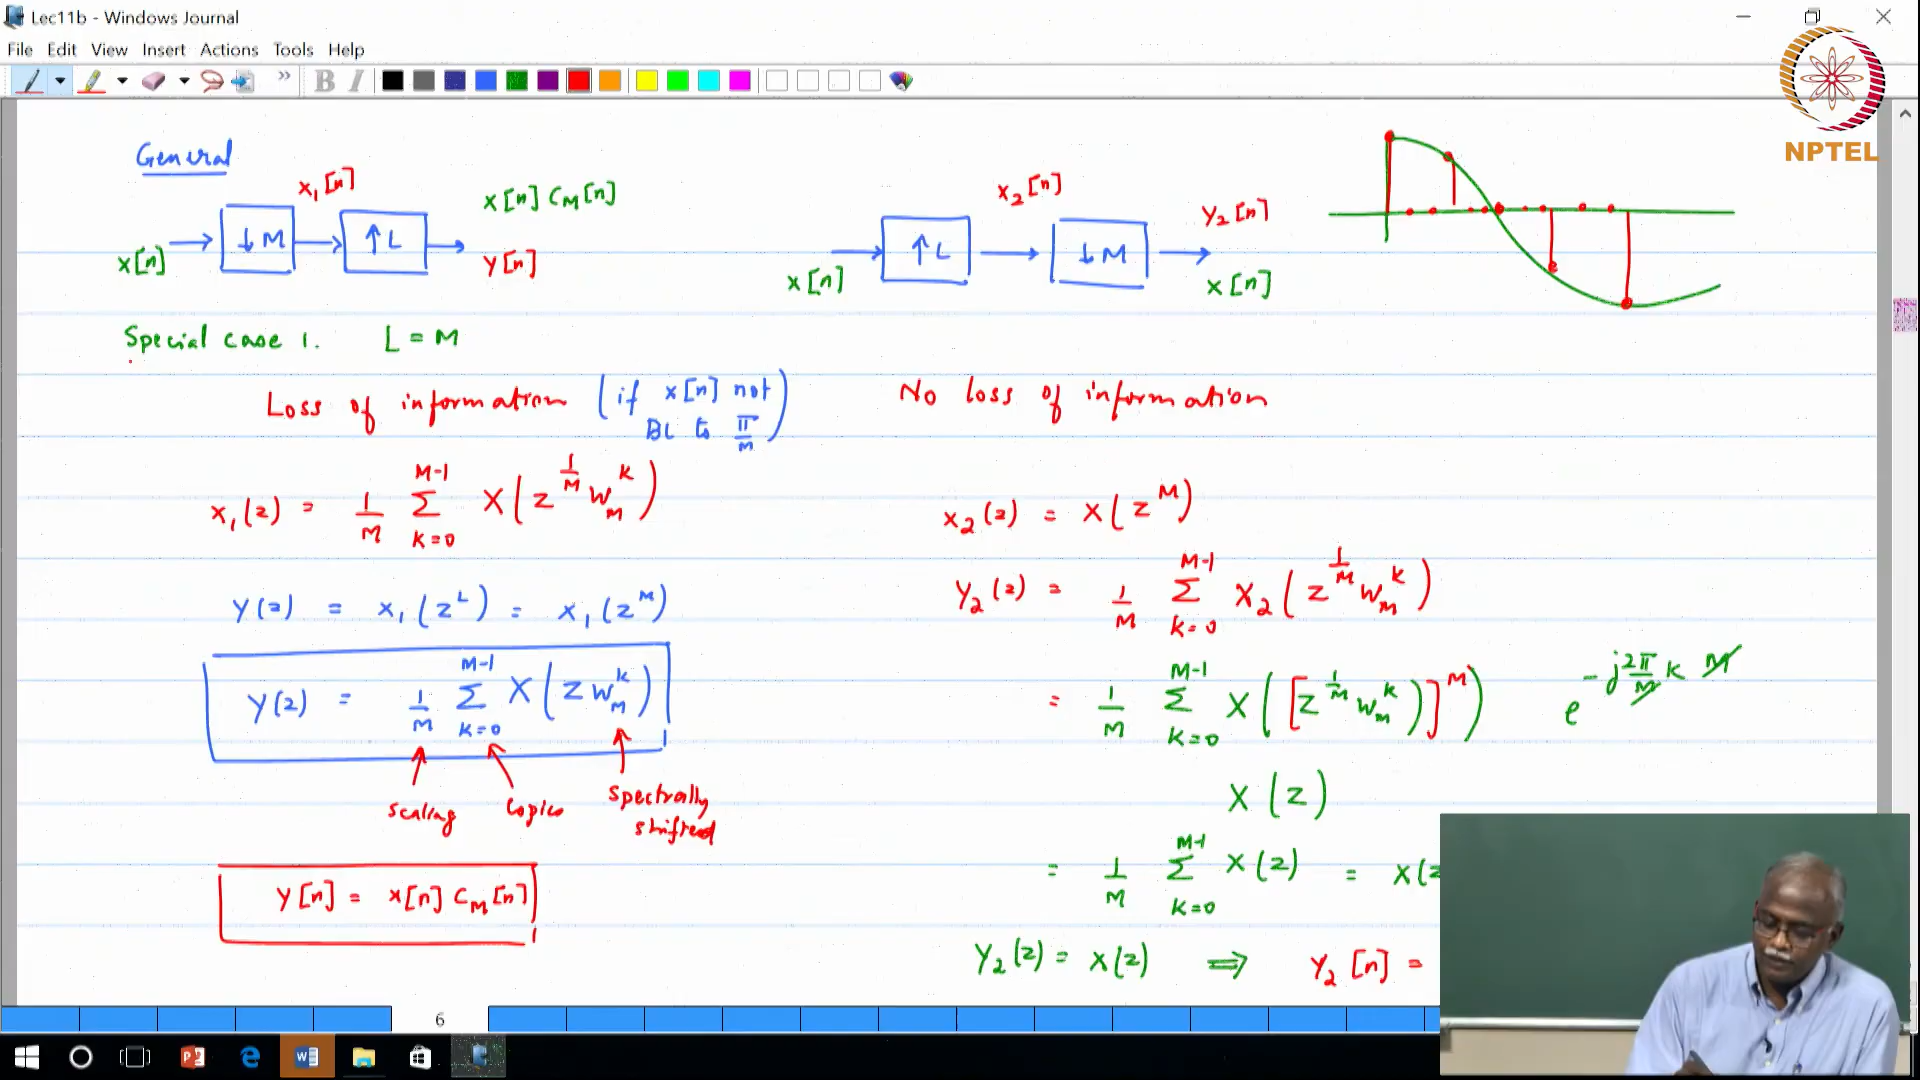 Lec11b - Windows Journal
File Edit View Insert Actions Tools Help
B I
NPTEL
General
x₁[n]
x[n] C_M[n]
x[n] → ↓M → ↑L →
y[n]
x₂[n]
y₂[n]
x[n] → ↑L → ↓M →
x[n]
Special case 1. L = M
Loss of information (if x[n] not BL to π/M)
No loss of information
X₁(z) = 1/M Σ_{k=0}^{M-1} X(z^{1/M} W_M^k)
Y(z) = X₁(z^L) = X₁(z^M)
Y(z) = 1/M Σ_{k=0}^{M-1} X(z W_M^k)
scaling copies spectrally shifted
y[n] = x[n] C_M[n]
X₂(z) = X(z^M)
Y₂(z) = 1/M Σ_{k=0}^{M-1} X₂(z^{1/M} W_M^k)
= 1/M Σ_{k=0}^{M-1} X([z^{1/M} W_M^k)]^M)
e^{-j 2π/M k M}
X(z)
= 1/M Σ_{k=0}^{M-1} X(z) = X(z
Y₂(z) = X(z) ⟹ y₂[n] =
6